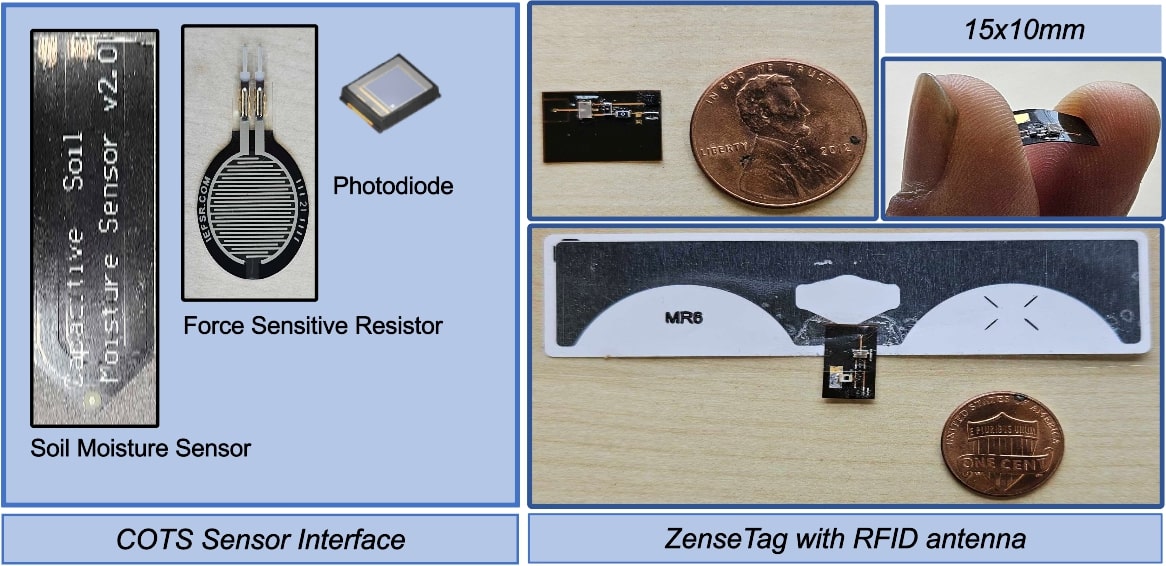 Capacitive Soil
Moisture Sensor v2.0
IEFSR.COM
Photodiode
Force Sensitive Resistor
Soil Moisture Sensor
COTS Sensor Interface
IN GOD WE TRUST
LIBERTY
2012
15x10mm
MR6
UNITED STATES OF AMERICA
E PLURIBUS UNUM
ONE CENT
ZenseTag with RFID antenna